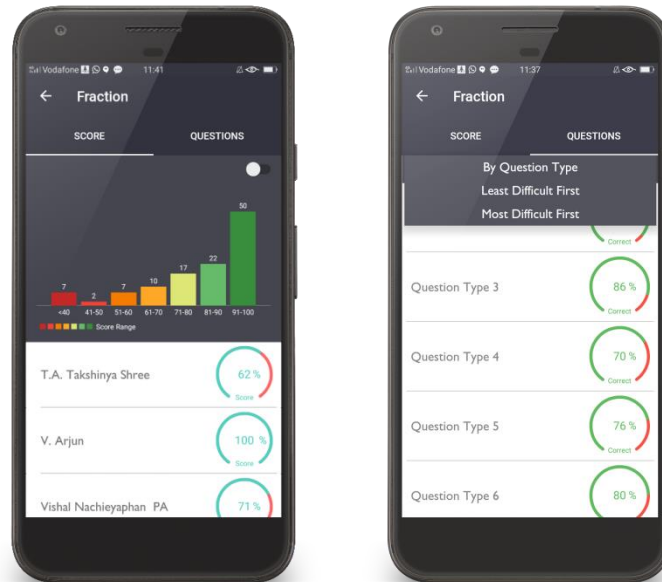 Vodafone
11:41
Fraction
SCORE
QUESTIONS
50
22
17
10
7
7
2
<40 41-50 51-60 61-70 71-80 81-90 91-100
Score Range
T.A. Takshinya Shree
62 %
Score
V. Arjun
100 %
Score
Vishal Nachieyaphan PA
71 %
Vodafone
11:37
Fraction
SCORE
QUESTIONS
By Question Type
Least Difficult First
Most Difficult First
Correct
Question Type 3
86 %
Correct
Question Type 4
70 %
Correct
Question Type 5
76 %
Correct
Question Type 6
80 %